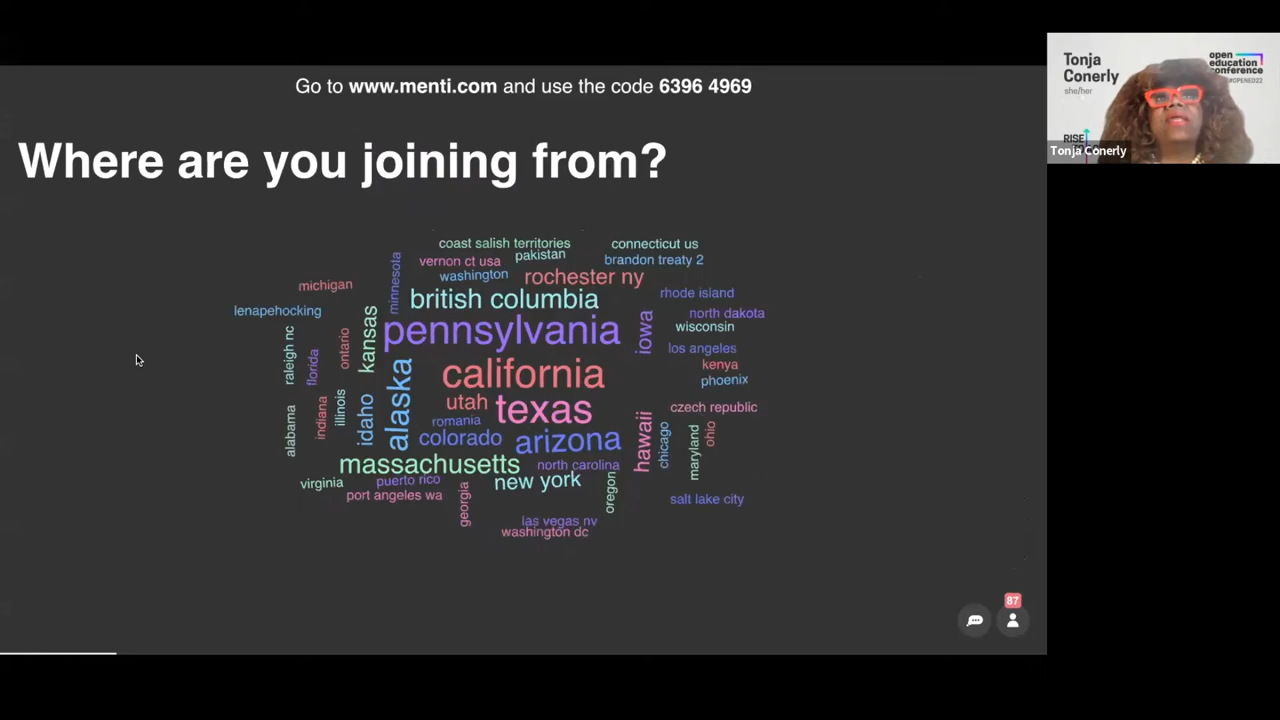 Go to www.menti.com and use the code 6396 4969
Where are you joining from?
coast salish territories
connecticut us
vernon ct usa
pakistan
brandon treaty 2
minnesota
washington
rochester ny
michigan
british columbia
rhode island
lenapehocking
kansas
pennsylvania
iowa
north dakota
wisconsin
raleigh nc
florida
ontario
los angeles
alaska
california
kenya
phoenix
alabama
indiana
illinois
idaho
utah
texas
hawaii
czech republic
romania
chicago
maryland
ohio
colorado
arizona
massachusetts
north carolina
virginia
puerto rico
new york
oregon
port angeles wa
georgia
salt lake city
las vegas nv
washington dc
87
Tonja
Conerly
she/her
open
education
conference
#OPENED22
RISE
Tonja Conerly